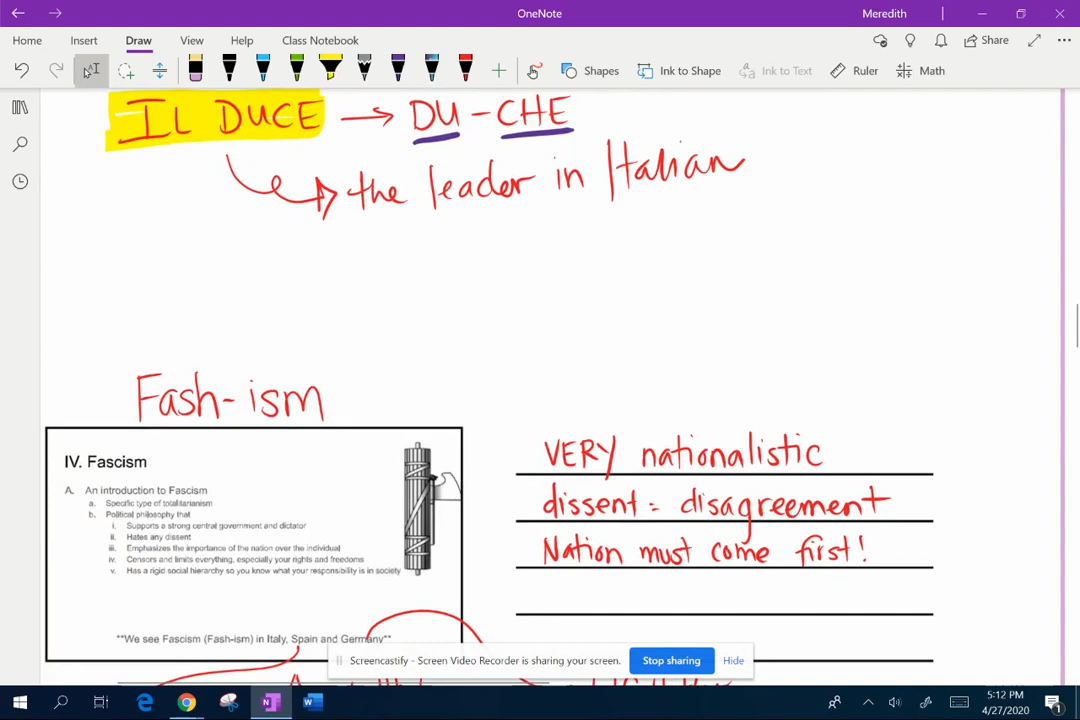 OneNote
Meredith
Home Insert Draw View Help Class Notebook
Share
Shapes Ink to Shape Ink to Text Ruler Math
IL DUCE → DU-CHE
the leader in Italian
Fash-ism
IV. Fascism
A. An introduction to Fascism
a. Specific type of totalitarianism
b. Political philosophy that
i. Supports a strong central government and dictator
ii. Hates any dissent
iii. Emphasizes the importance of the nation over the individual
iv. Censors and limits everything, especially your rights and freedoms
v. Has a rigid social hierarchy so you know what your responsibility is in society
**We see Fascism (Fash-ism) in Italy, Spain and Germany**
VERY nationalistic
dissent = disagreement
Nation must come first!
Screencastify - Screen Video Recorder is sharing your screen.
Stop sharing
Hide
5:12 PM
4/27/2020